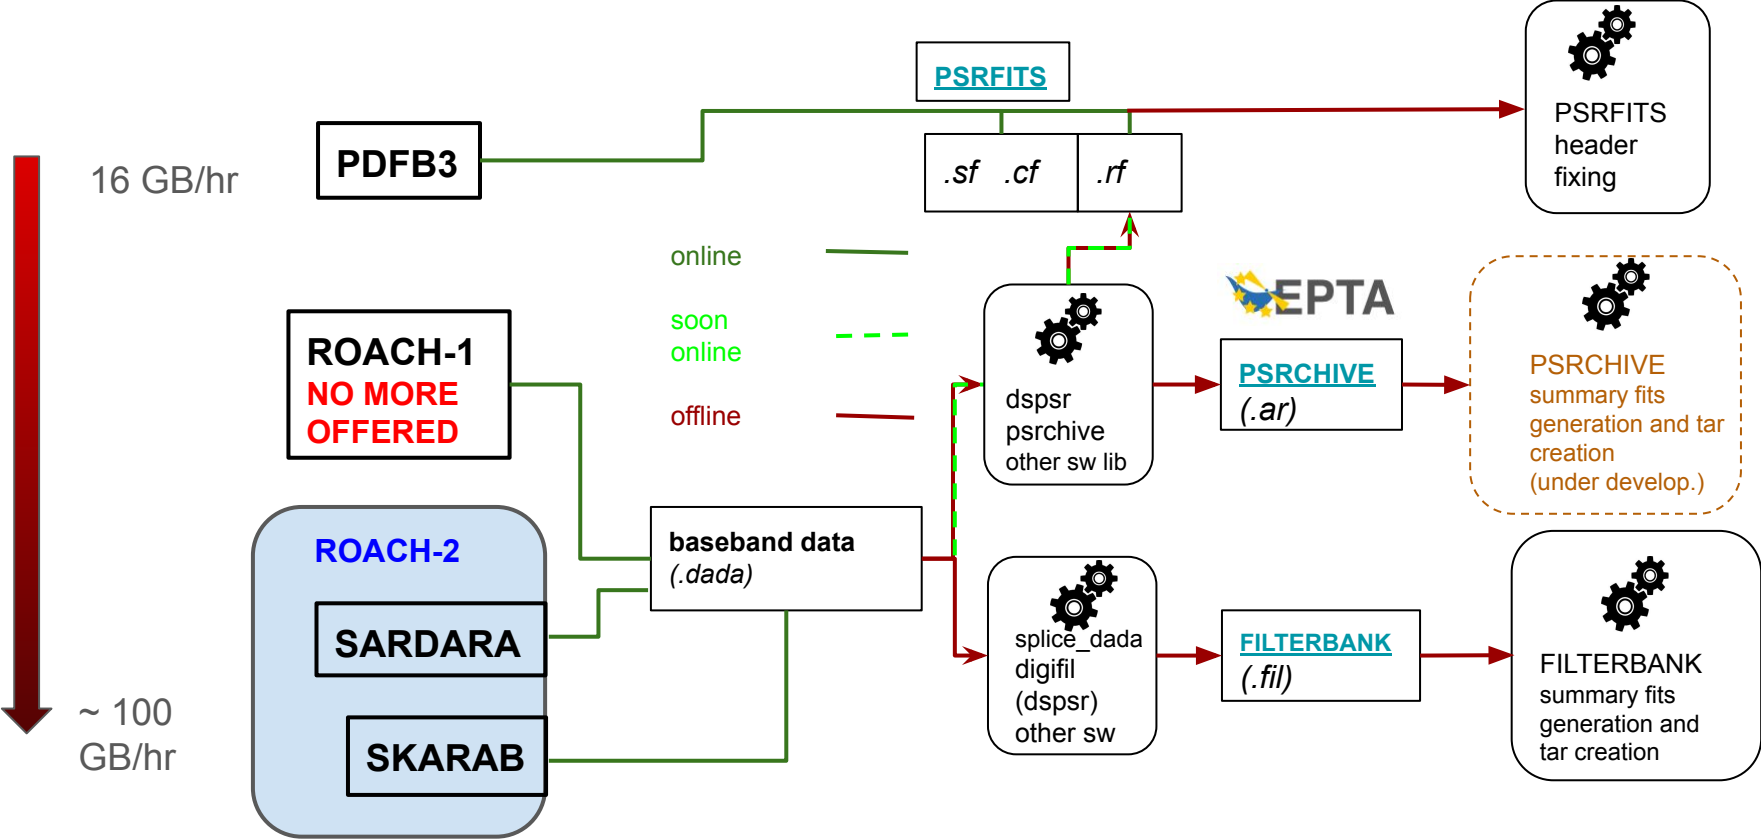 PSRFITS
PDFB3
16 GB/hr
.sf .cf
.rf
PSRFITS
header
fixing
online
soon
online
offline
EPTA
ROACH-1
NO MORE
OFFERED
dspsr
psrchive
other sw lib
PSRCHIVE
(.ar)
PSRCHIVE
summary fits
generation and tar
creation
(under develop.)
ROACH-2
SARDARA
SKARAB
~ 100
GB/hr
baseband data
(.dada)
splice_dada
digifil
(dspsr)
other sw
FILTERBANK
(.fil)
FILTERBANK
summary fits
generation and
tar creation